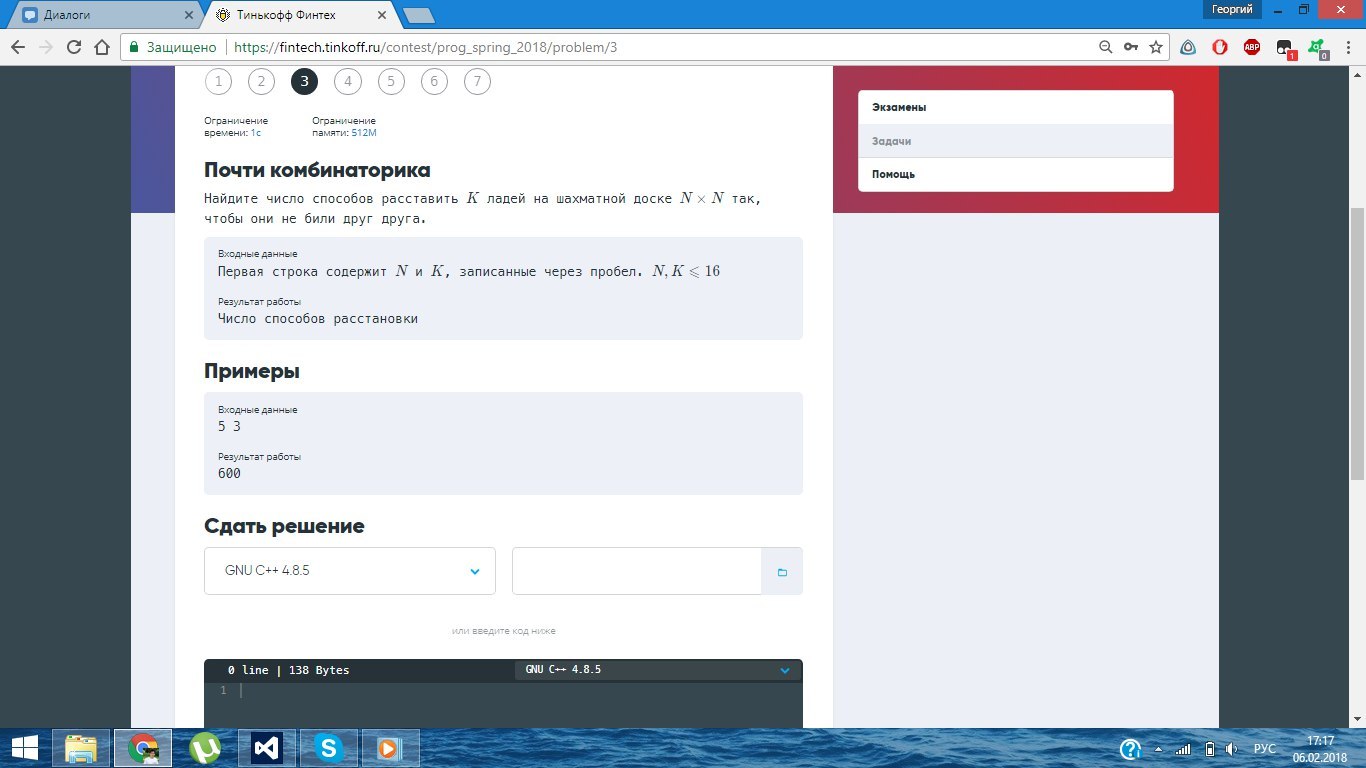 Диалоги
Тинькофф Финтех
Георгий
Защищено
https://fintech.tinkoff.ru/contest/prog_spring_2018/problem/3
ABP
1
0
1 2 3 4 5 6 7
Ограничение
времени: 1с
Ограничение
памяти: 512M
Почти комбинаторика
Найдите число способов расставить K ладей на шахматной доске N × N так,
чтобы они не били друг друга.
Входные данные
Первая строка содержит N и K, записанные через пробел. N, K ⩽ 16
Результат работы
Число способов расстановки
Примеры
Входные данные
5 3
Результат работы
600
Сдать решение
GNU C++ 4.8.5
или введите код ниже
0 line | 138 Bytes
GNU C++ 4.8.5
1
Экзамены
Задачи
Помощь
РУС
17:17
06.02.2018